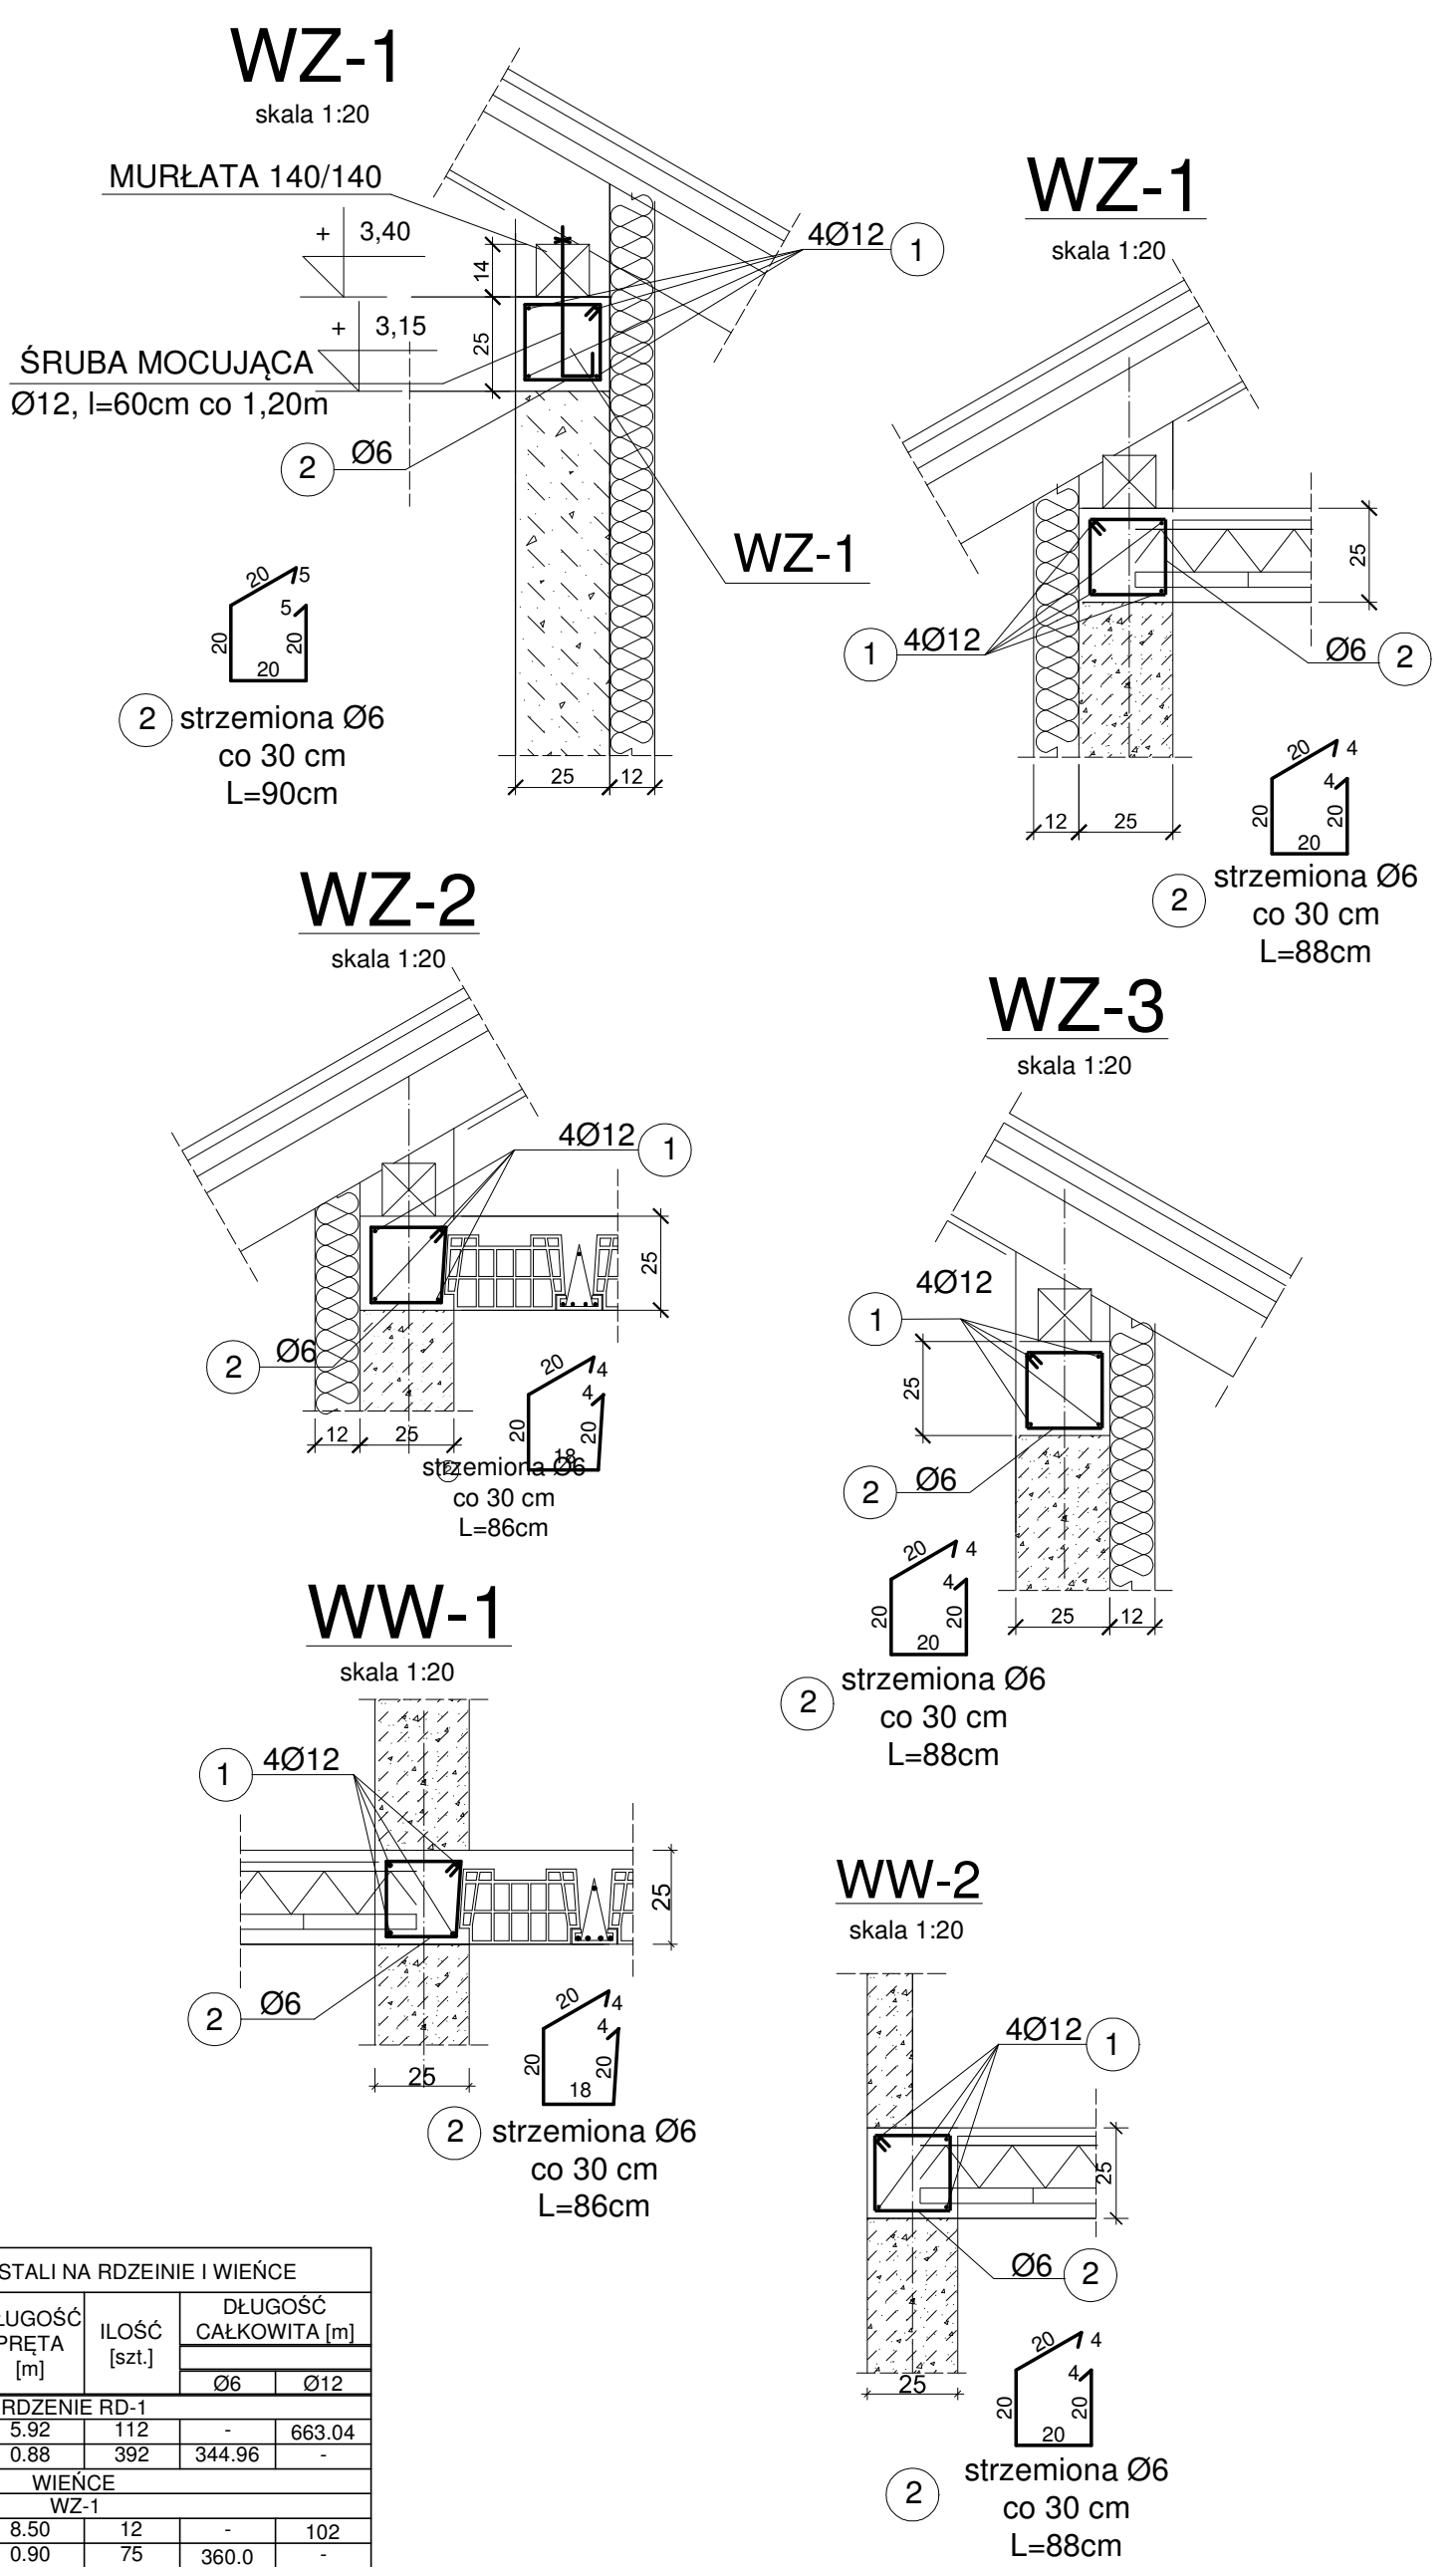 WZ-1
skala 1:20
MURŁATA 140/140
+ 3,40
+ 3,15
14
25
ŚRUBA MOCUJĄCA
Ø12, l=60cm co 1,20m
4Ø12 1
2 Ø6
WZ-1
20 5
5
20
20
20
2 strzemiona Ø6
co 30 cm
L=90cm
25 12
WZ-1
skala 1:20
25
1 4Ø12
Ø6 2
12 25
20 4
4
20
20
20
2 strzemiona Ø6
co 30 cm
L=88cm
WZ-2
skala 1:20
4Ø12 1
25
2 Ø6
12 25
20 4
4
20
20
18
2 strzemiona Ø6
co 30 cm
L=86cm
WZ-3
skala 1:20
4Ø12
1
25
2 Ø6
25 12
20 4
4
20
20
20
2 strzemiona Ø6
co 30 cm
L=88cm
WW-1
skala 1:20
1 4Ø12
25
2 Ø6
25
20 4
4
20
20
18
2 strzemiona Ø6
co 30 cm
L=86cm
WW-2
skala 1:20
4Ø12 1
25
Ø6 2
25
20 4
4
20
20
20
2 strzemiona Ø6
co 30 cm
L=88cm
STALI NA RDZEINIE I WIEŃCE
ŁUGOŚĆ PRĘTA [m] ILOŚĆ [szt.] DŁUGOŚĆ CAŁKOWITA [m]
Ø6 Ø12
RDZENIE RD-1
5.92 112 - 663.04
0.88 392 344.96 -
WIEŃCE
WZ-1
8.50 12 - 102
0.90 75 360.0 -